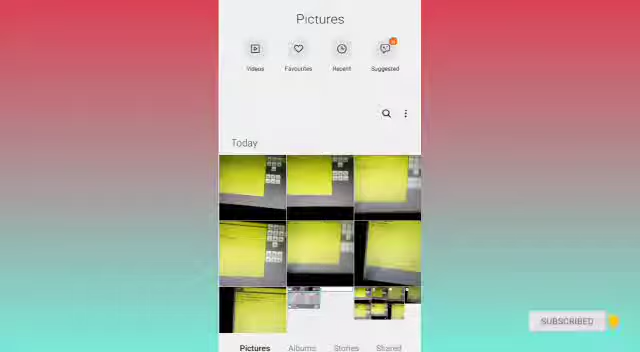 Pictures
Videos
Favourites
Recent
Suggested
Today
Pictures
Albums
Stories
Shared
SUBSCRIBED